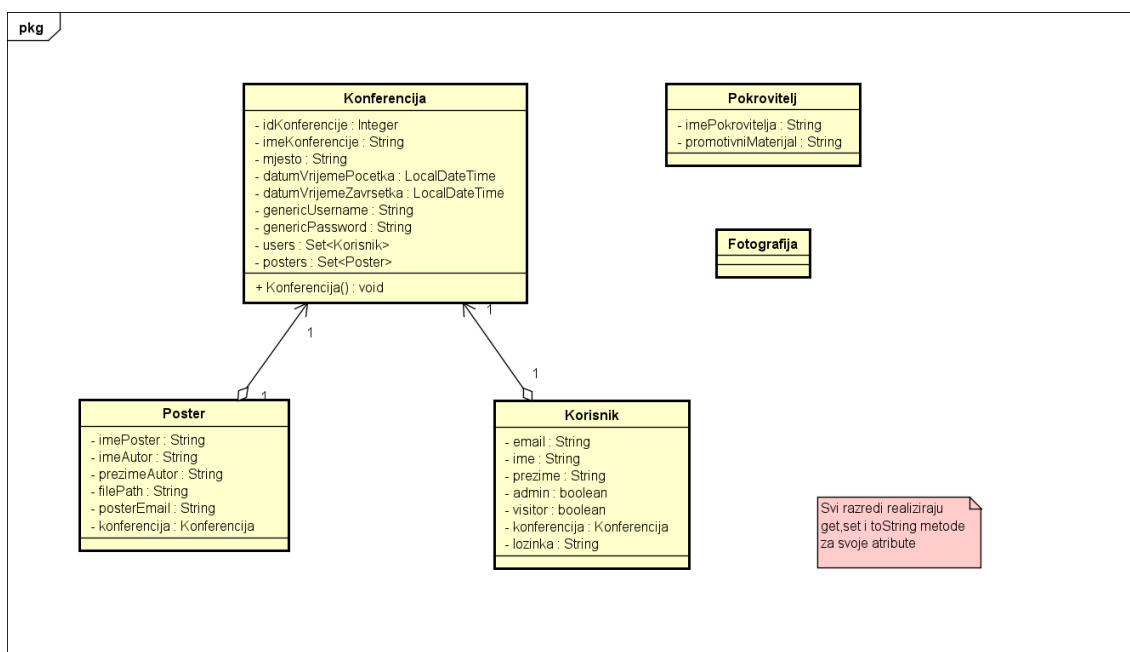 pkg
Konferencija
- idKonferencije : Integer
- imeKonferencije : String
- mjesto : String
- datumVrijemePocetka : LocalDateTime
- datumVrijemeZavrsetka : LocalDateTime
- genericUsername : String
- genericPassword : String
- users : Set<Korisnik>
- posters : Set<Poster>
+ Konferencija() : void
Pokrovitelj
- imePokrovitelja : String
- promotivniMaterijal : String
Fotografija
1
1
1
1
Poster
- imePoster : String
- imeAutor : String
- prezimeAutor : String
- filePath : String
- posterEmail : String
- konferencija : Konferencija
Korisnik
- email : String
- ime : String
- prezime : String
- admin : boolean
- visitor : boolean
- konferencija : Konferencija
- lozinka : String
Svi razredi realiziraju
get,set i toString metode
za svoje atribute